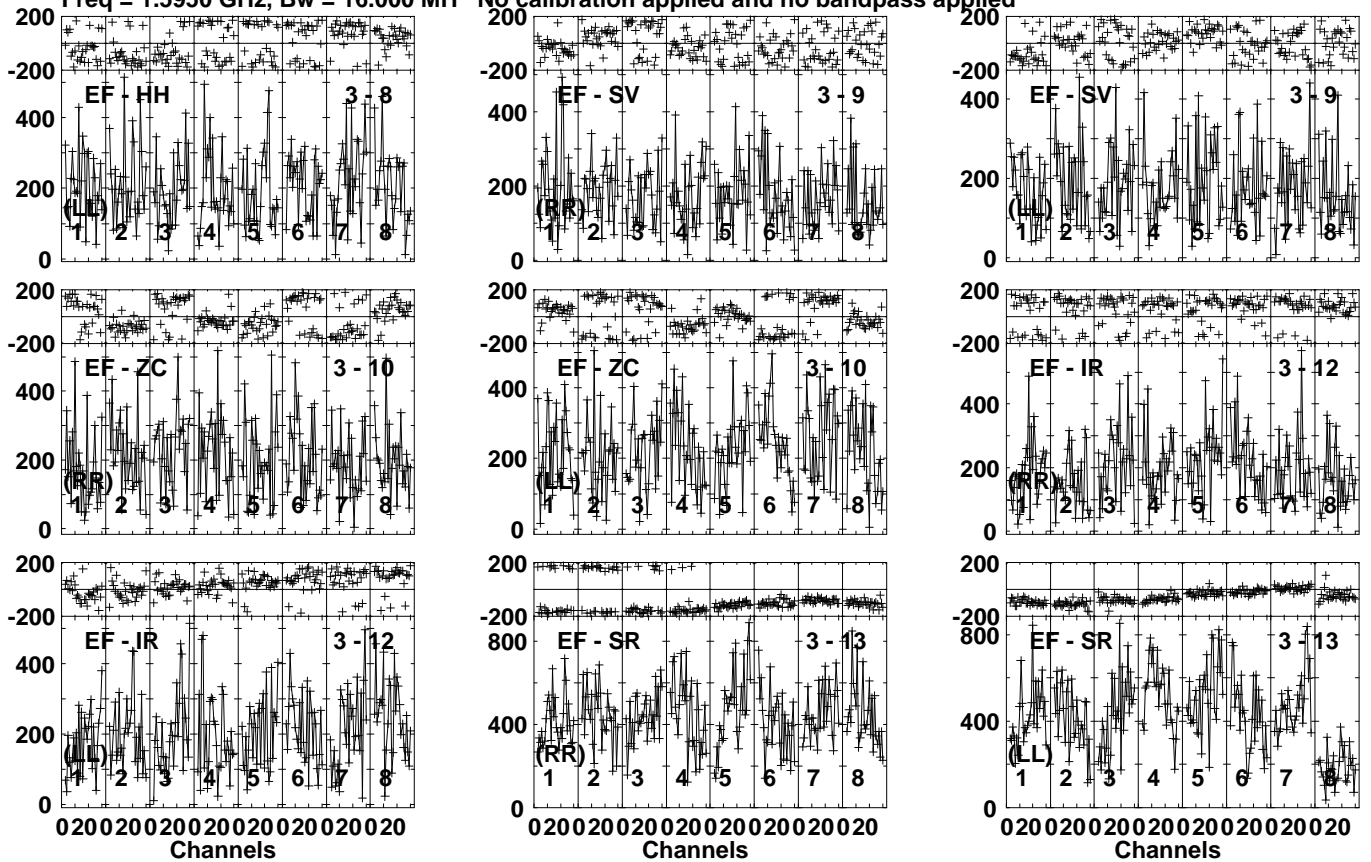 Freq = 1.5950 GHz, Bw = 16.000 MH No calibration applied and no bandpass applied
200 200 200
-200 -200 -200
EF - HH 3 - 8 EF - SV 3 - 9 EF - SV 3 - 9
400 400 400
200 200 200
(LL) (RR) (LL)
1 2 3 4 5 6 7 8 1 2 3 4 5 6 7 8 1 2 3 4 5 6 7 8
0 0 0
200 200 200
-200 -200 -200
EF - ZC 3 - 10 EF - ZC 3 - 10 EF - IR 3 - 12
400 400 400
200 200 200
(RR) (LL) (RR)
1 2 3 4 5 6 7 8 1 2 3 4 5 6 7 8 1 2 3 4 5 6 7 8
0 0 0
200 200 200
-200 -200 -200
EF - IR 3 - 12 EF - SR 3 - 13 EF - SR 3 - 13
400 800 800
200 400 400
(LL) (RR) (LL)
1 2 3 4 5 6 7 8 1 2 3 4 5 6 7 8 1 2 3 4 5 6 7 8
0 0 0
0 20 0 20 0 20 0 20 0 20 0 20 0 20 0 20 0 20 0 20 0 20 0 20 0 20 0 20 0 20 0 20 0 20 0 20 0 20 0 20 0 20 0 20 0 20 0 20
Channels Channels Channels